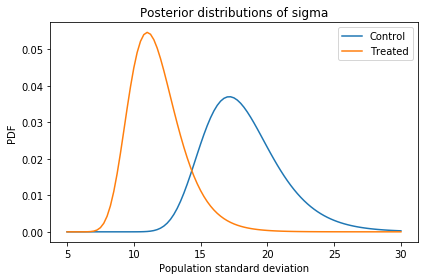 Posterior distributions of sigma
Control
Treated
PDF
0.05
0.04
0.03
0.02
0.01
0.00
5
10
15
20
25
30
Population standard deviation